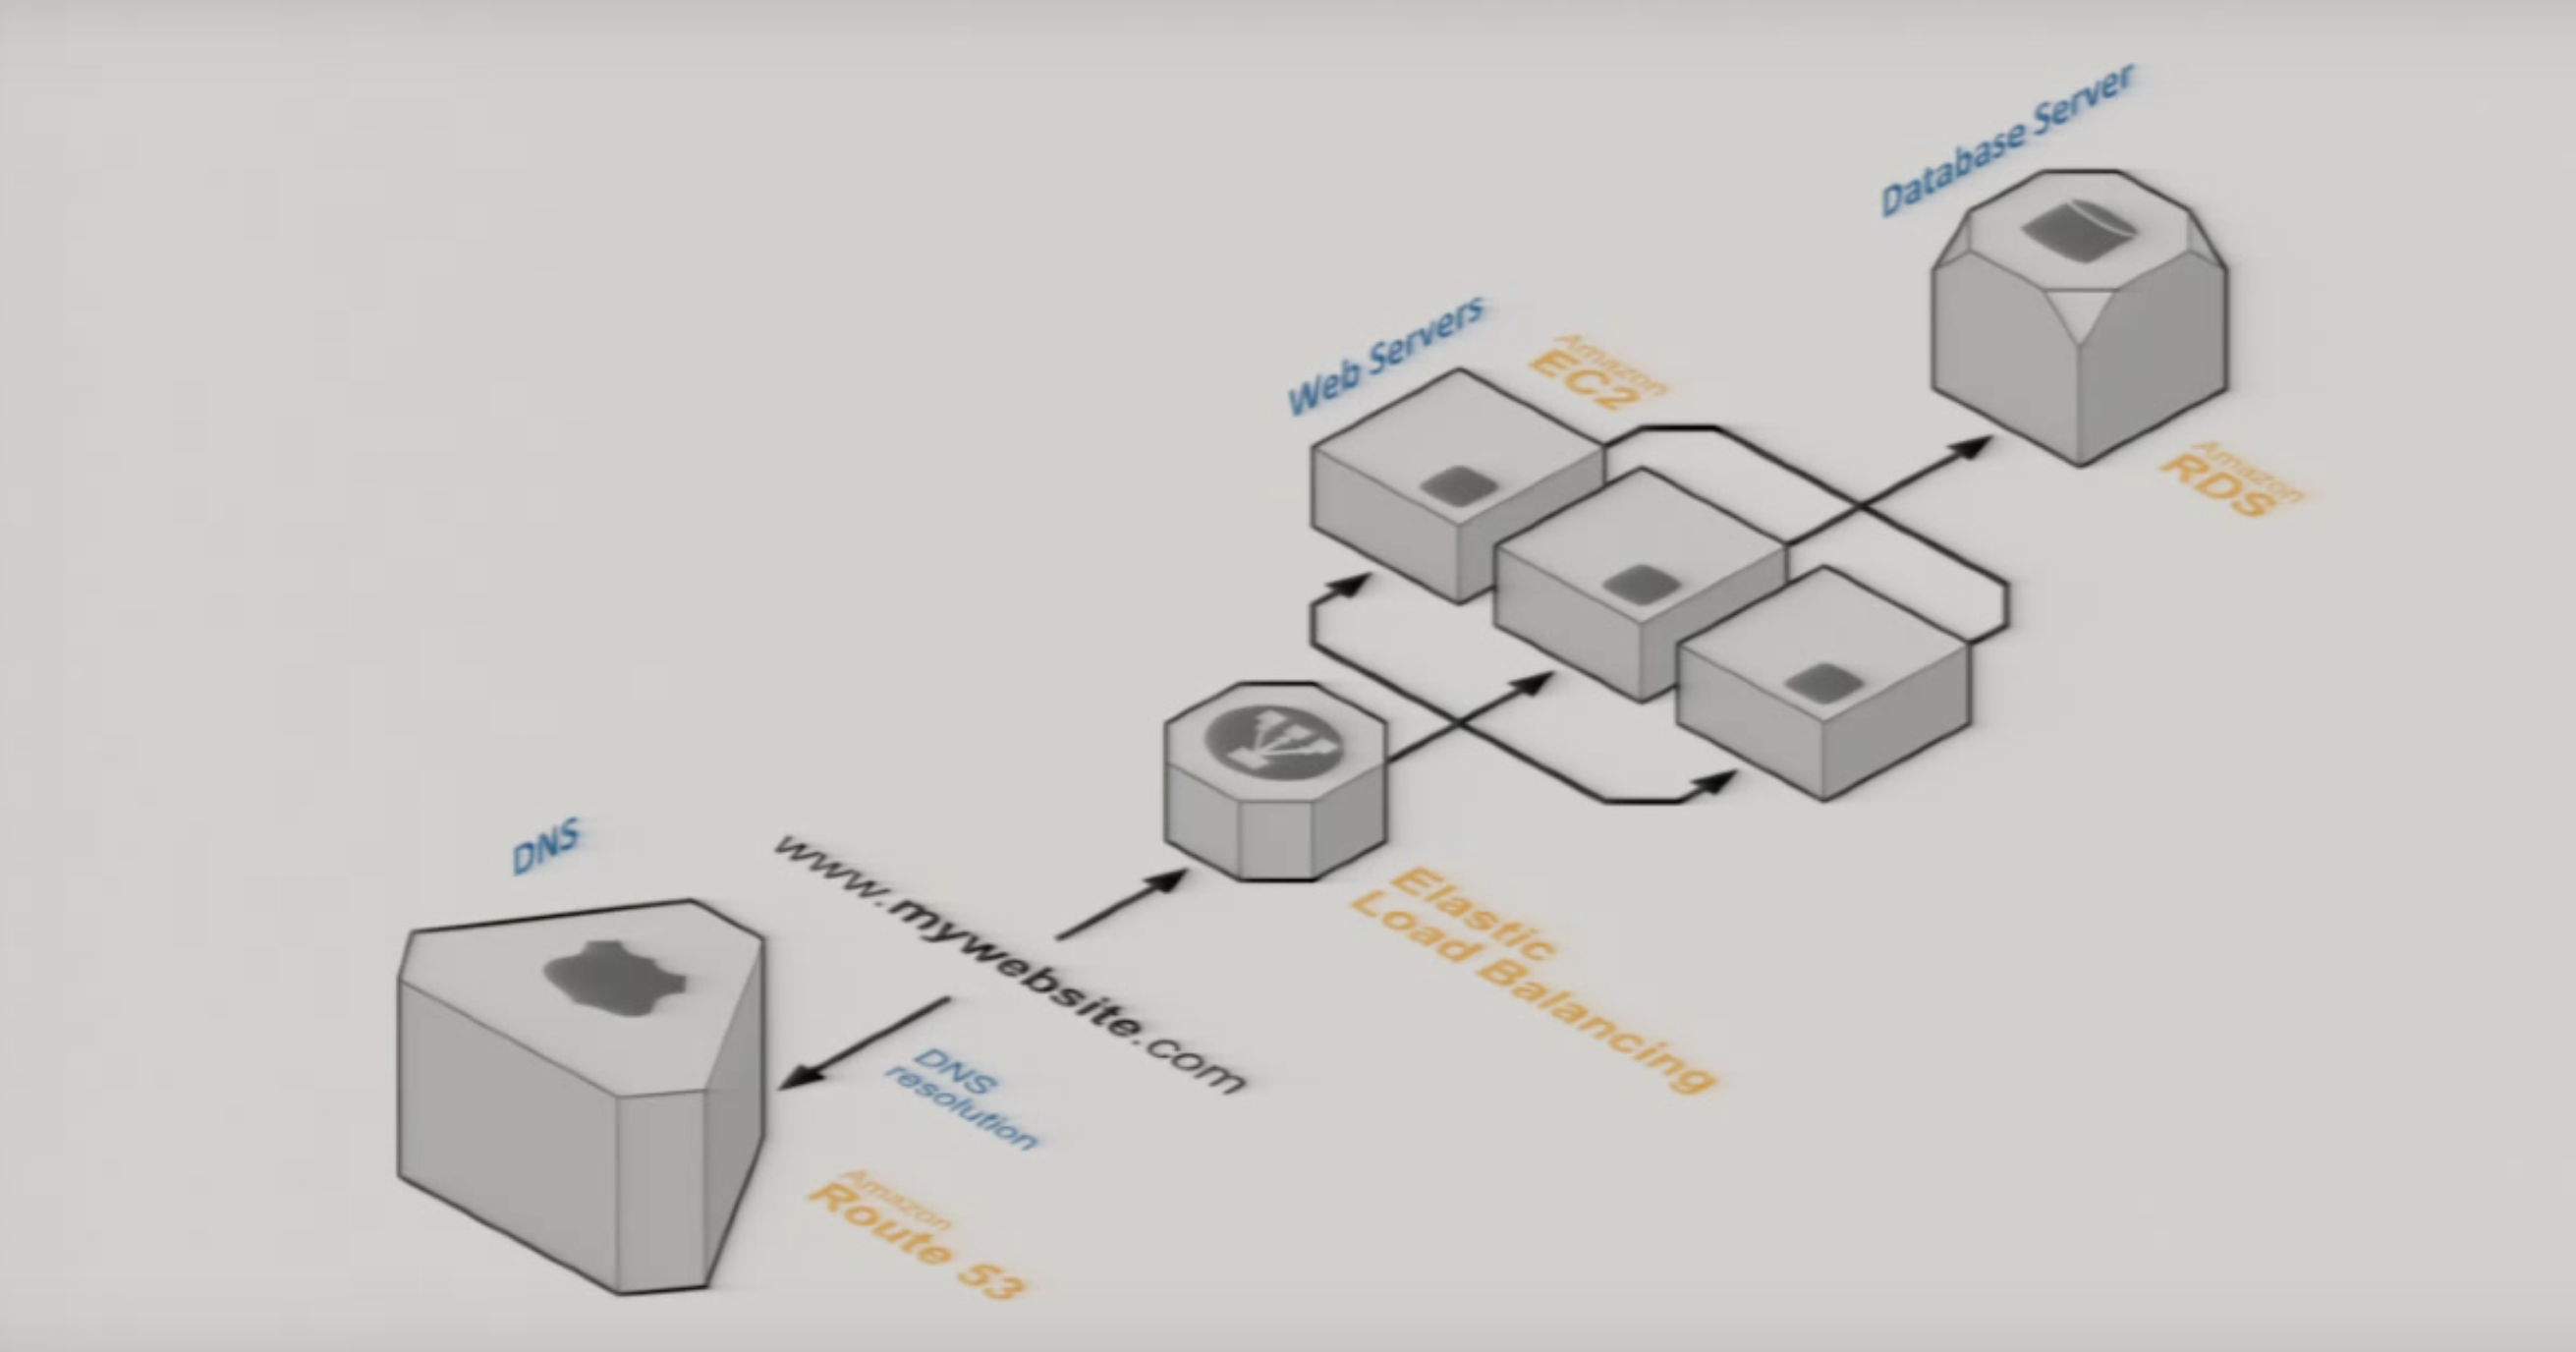 Database Server
Web Servers
Amazon
EC2
Amazon
RDS
DNS
www.mywebsite.com
Elastic
Load Balancing
DNS
resolution
Amazon
Route 53